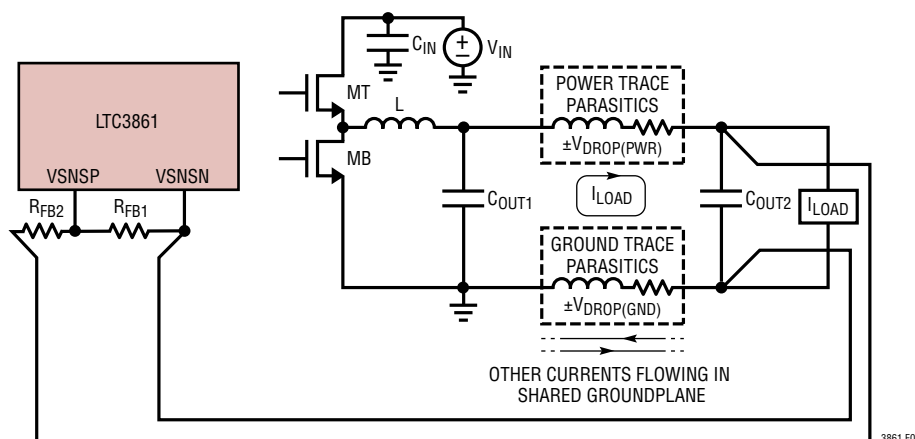 CIN
VIN
+
–
MT
L
MB
LTC3861
VSNSP
VSNSN
RFB2
RFB1
POWER TRACE
PARASITICS
±VDROP(PWR)
COUT1
ILOAD
COUT2
ILOAD
GROUND TRACE
PARASITICS
±VDROP(GND)
OTHER CURRENTS FLOWING IN
SHARED GROUNDPLANE
3861 F0